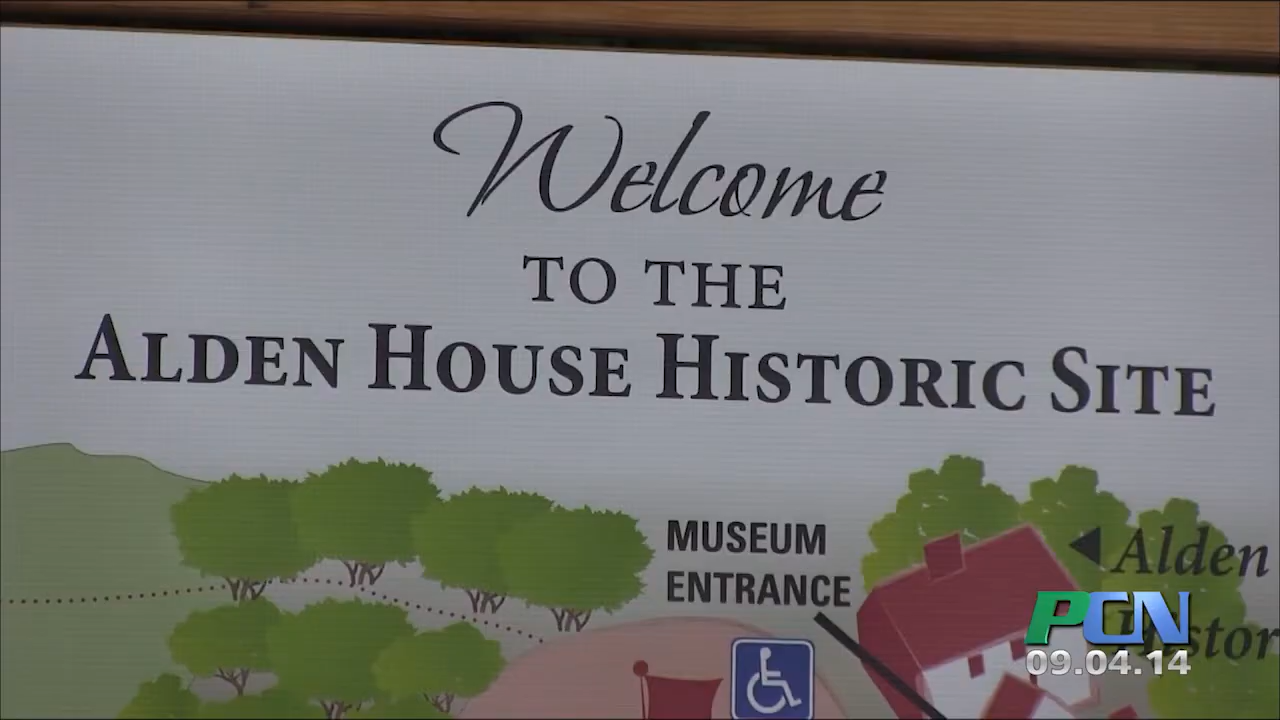 Welcome
TO THE
ALDEN HOUSE HISTORIC SITE
MUSEUM
ENTRANCE
Alden
PCN
09.04.14